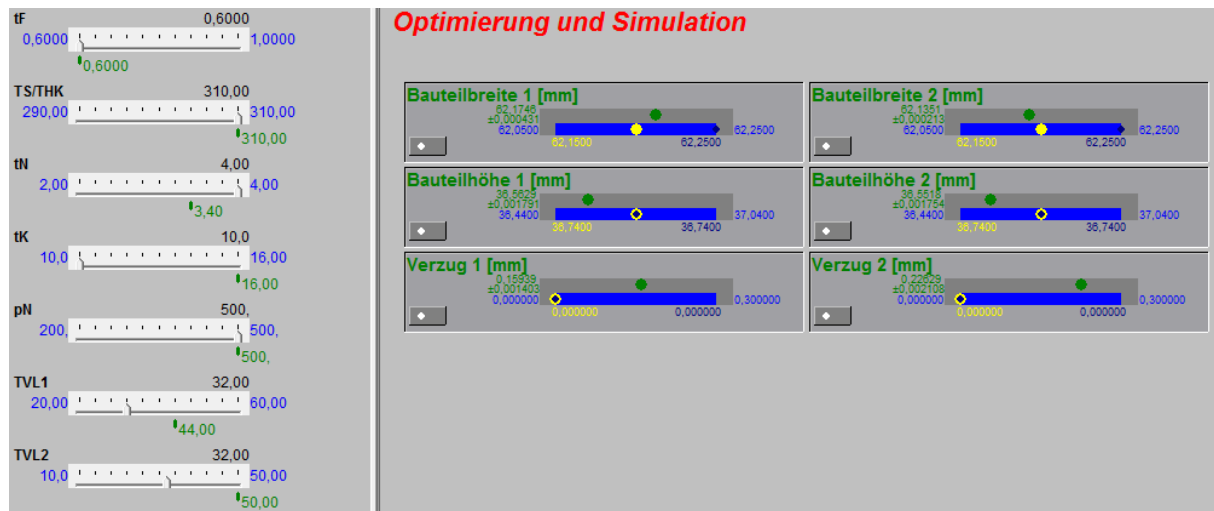 tF 0,6000
0,6000 1,0000
0,6000
TS/THK 310,00
290,00 310,00
310,00
tN 4,00
2,00 4,00
3,40
tK 10,0
10,0 16,00
16,00
pN 500,
200, 500,
500,
TVL1 32,00
20,00 60,00
44,00
TVL2 32,00
10,0 50,00
50,00
Optimierung und Simulation
Bauteilbreite 1 [mm]
62,1746
±0,000431
62,0500 62,2500
62,1500 62,2500
Bauteilbreite 2 [mm]
62,1351
±0,000213
62,0500 62,2500
62,1500 62,2500
Bauteilhöhe 1 [mm]
36,5629
±0,001791
36,4400 37,0400
36,7400 36,7400
Bauteilhöhe 2 [mm]
36,5518
±0,001754
36,4400 37,0400
36,7400 36,7400
Verzug 1 [mm]
0,15939
±0,001403
0,000000 0,300000
0,000000 0,000000
Verzug 2 [mm]
0,22629
±0,002108
0,000000 0,300000
0,000000 0,000000